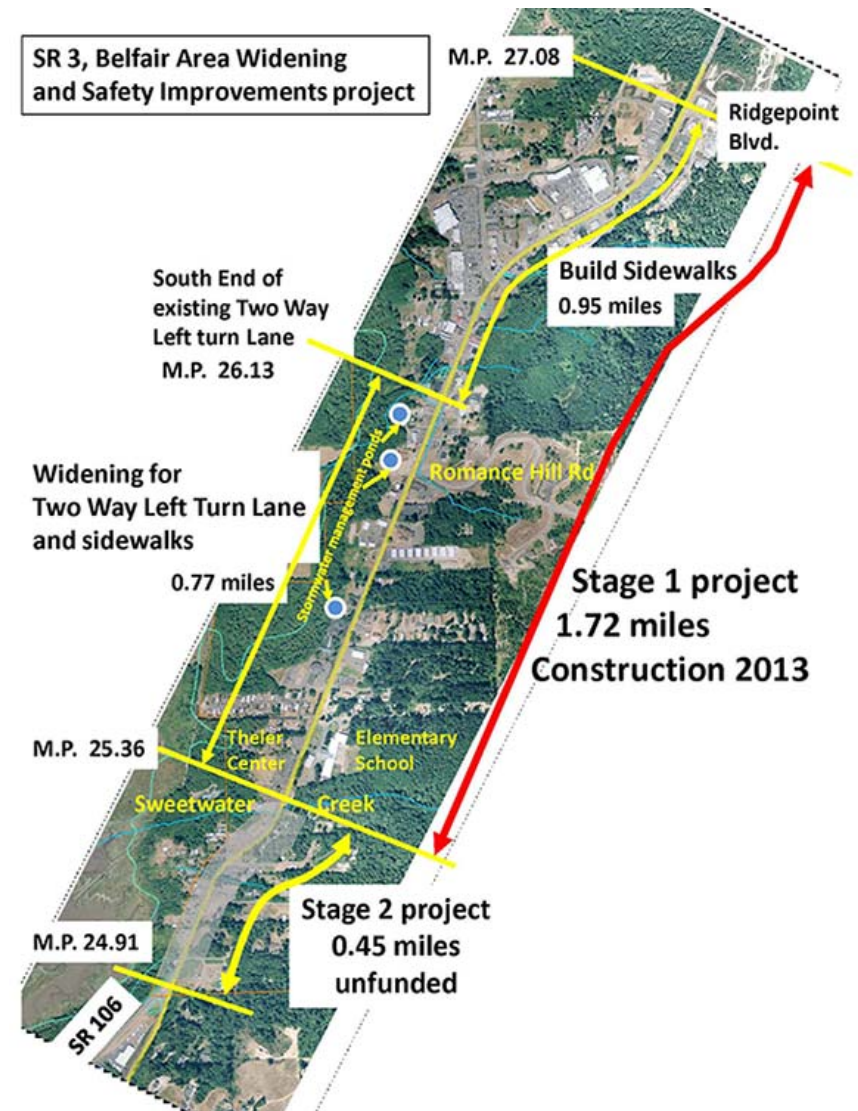 SR 3, Belfair Area Widening
and Safety Improvements project
M.P. 27.08
Ridgepoint
Blvd.
Build Sidewalks
0.95 miles
South End of
existing Two Way
Left turn Lane
M.P. 26.13
Stormwater management ponds
Romance Hill Rd
Widening for
Two Way Left Turn Lane
and sidewalks
0.77 miles
Stage 1 project
1.72 miles
Construction 2013
M.P. 25.36
Theler
Center
Elementary
School
Sweetwater Creek
Stage 2 project
0.45 miles
unfunded
M.P. 24.91
SR 106